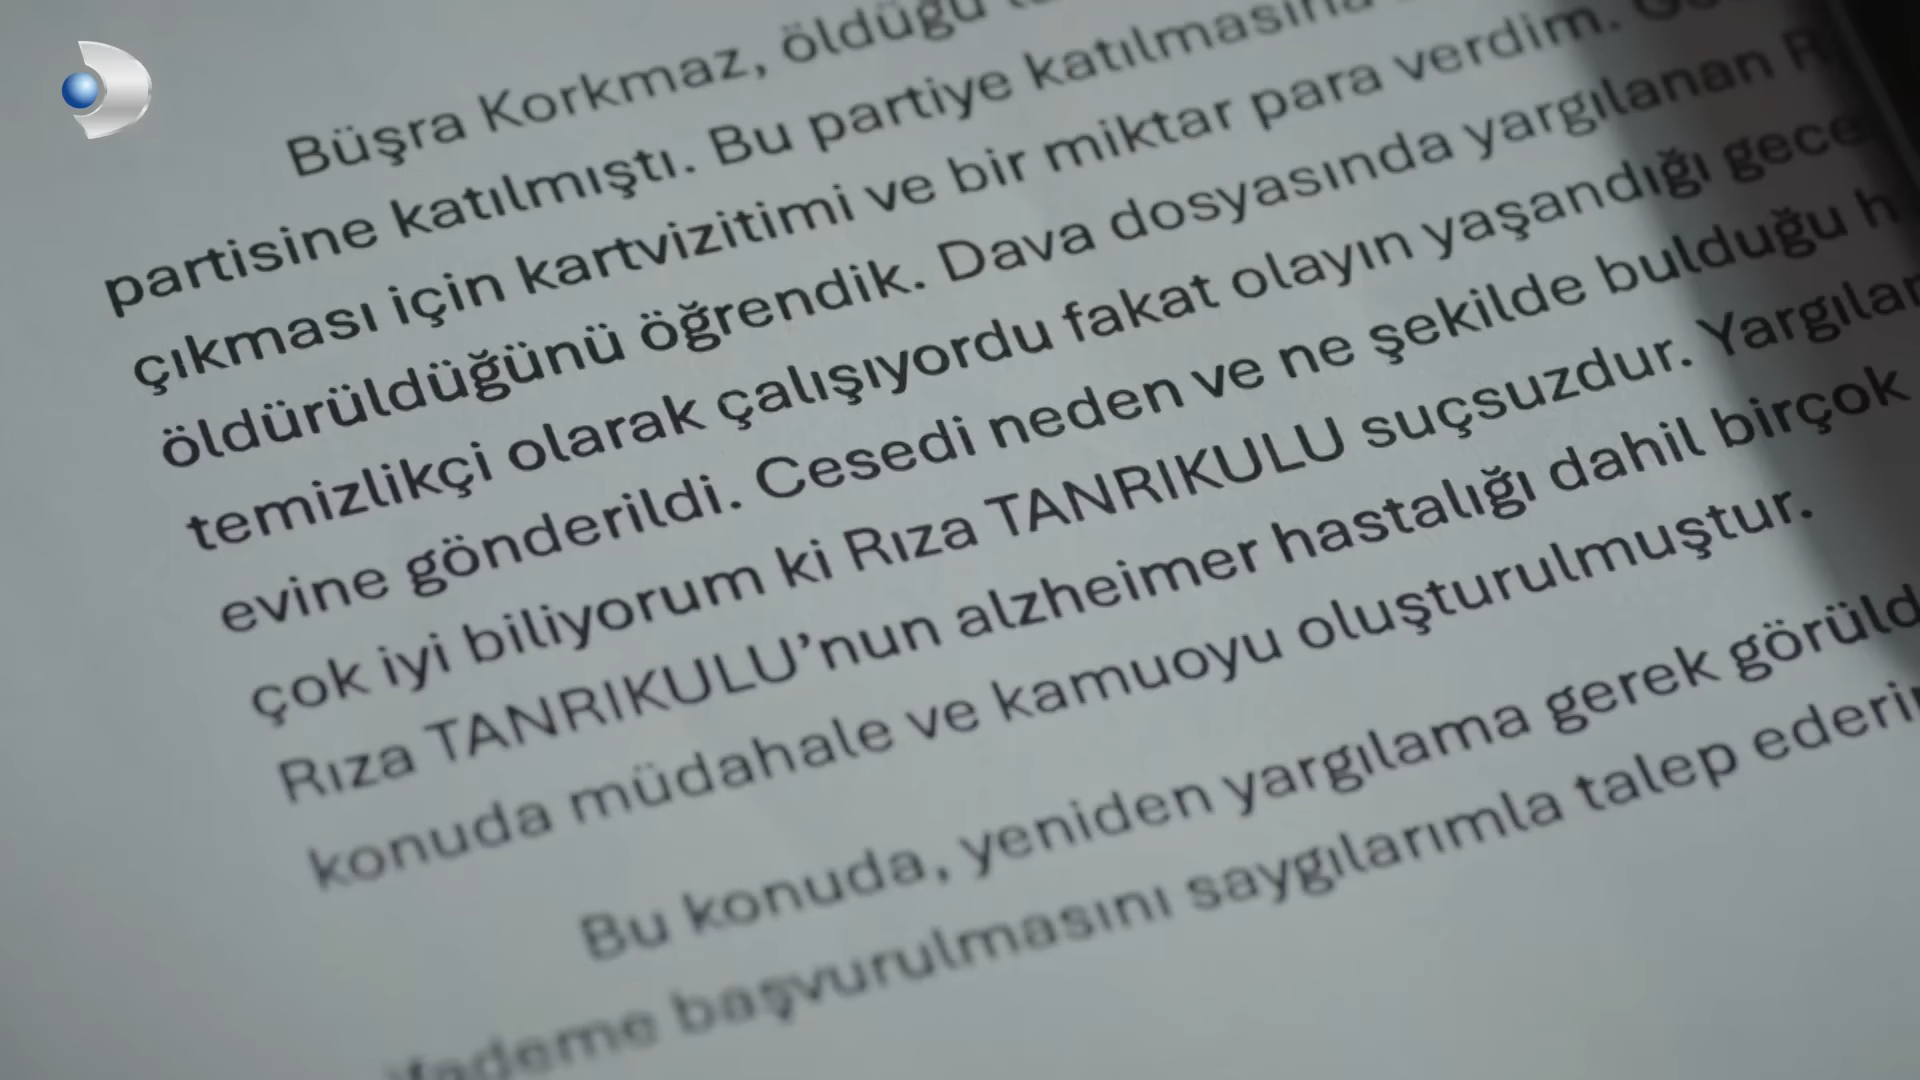 Büşra Korkmaz, öldüğü
partisine katılmıştı. Bu partiye katılmasına
çıkması için kartvizitimi ve bir miktar para verdim.
öldürüldüğünü öğrendik. Dava dosyasında yargılanan R
temizlikçi olarak çalışıyordu fakat olayın yaşandığı gece
evine gönderildi. Cesedi neden ve ne şekilde bulduğu h
çok iyi biliyorum ki Rıza TANRIKULU suçsuzdur. Yargılan
Rıza TANRIKULU'nun alzheimer hastalığı dahil birçok
konuda müdahale ve kamuoyu oluşturulmuştur.
Bu konuda, yeniden yargılama gerek görüld
ifademe başvurulmasını saygılarımla talep ederi